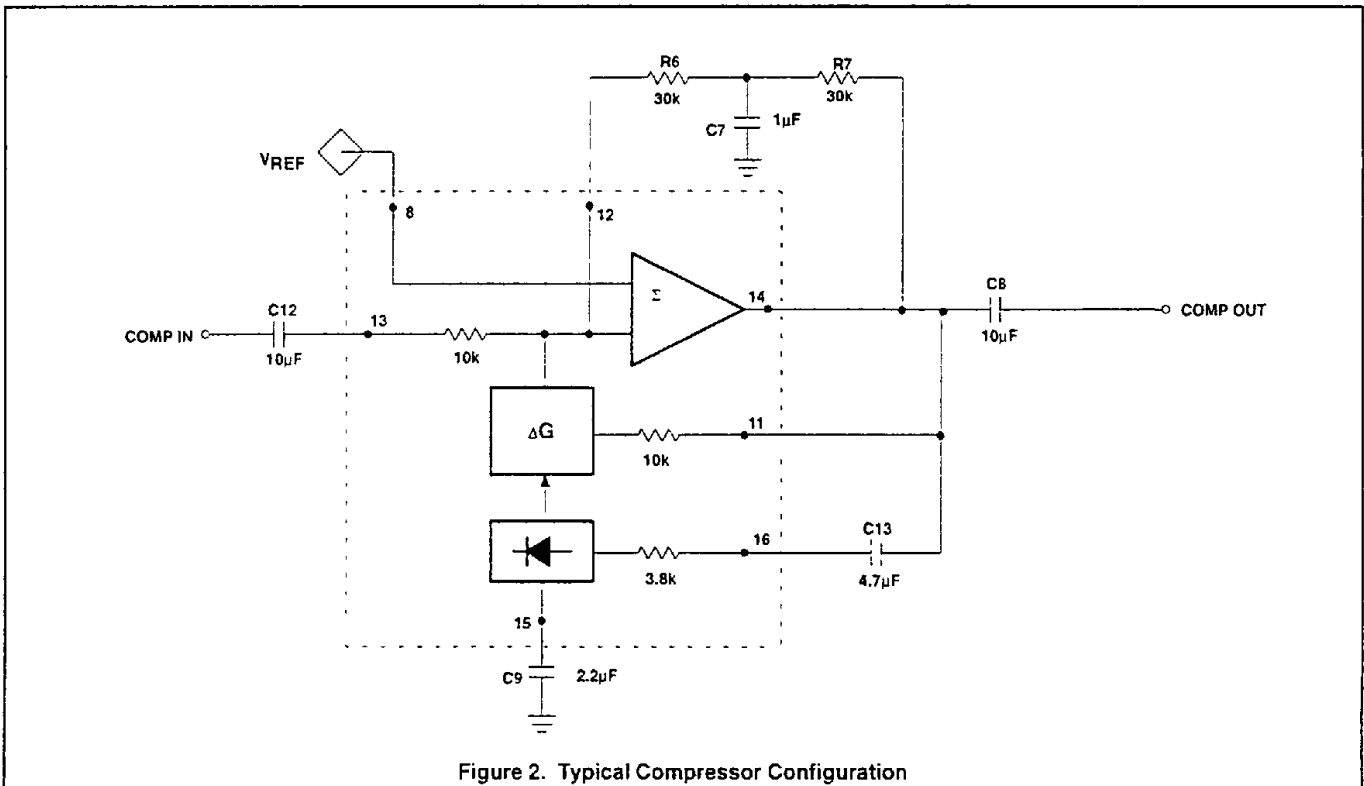 R6
30k
R7
30k
C7
1µF
VREF
8
12
Σ
14
C8
10µF
COMP OUT
COMP IN
C12
10µF
13
10k
ΔG
10k
11
3.8k
16
C13
4.7µF
15
C9
2.2µF
Figure 2. Typical Compressor Configuration